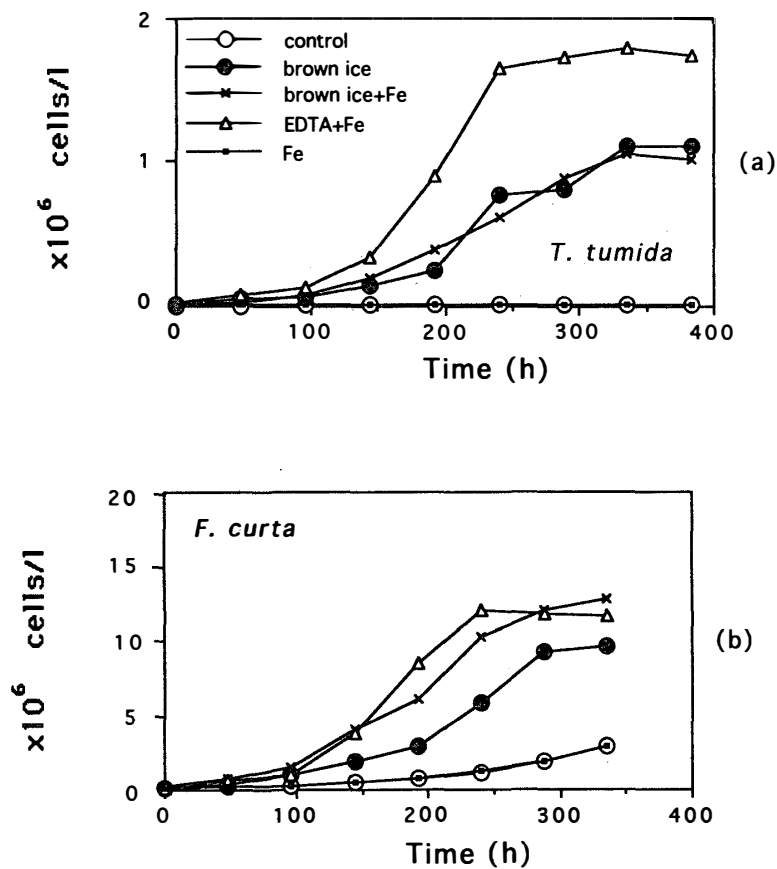 2
control
brown ice
brown ice+Fe
EDTA+Fe
Fe
1
0
x10⁶ cells/l
T. tumida
(a)
0 100 200 300 400
Time (h)
20
15
10
5
0
x10⁶ cells/l
F. curta
(b)
0 100 200 300 400
Time (h)